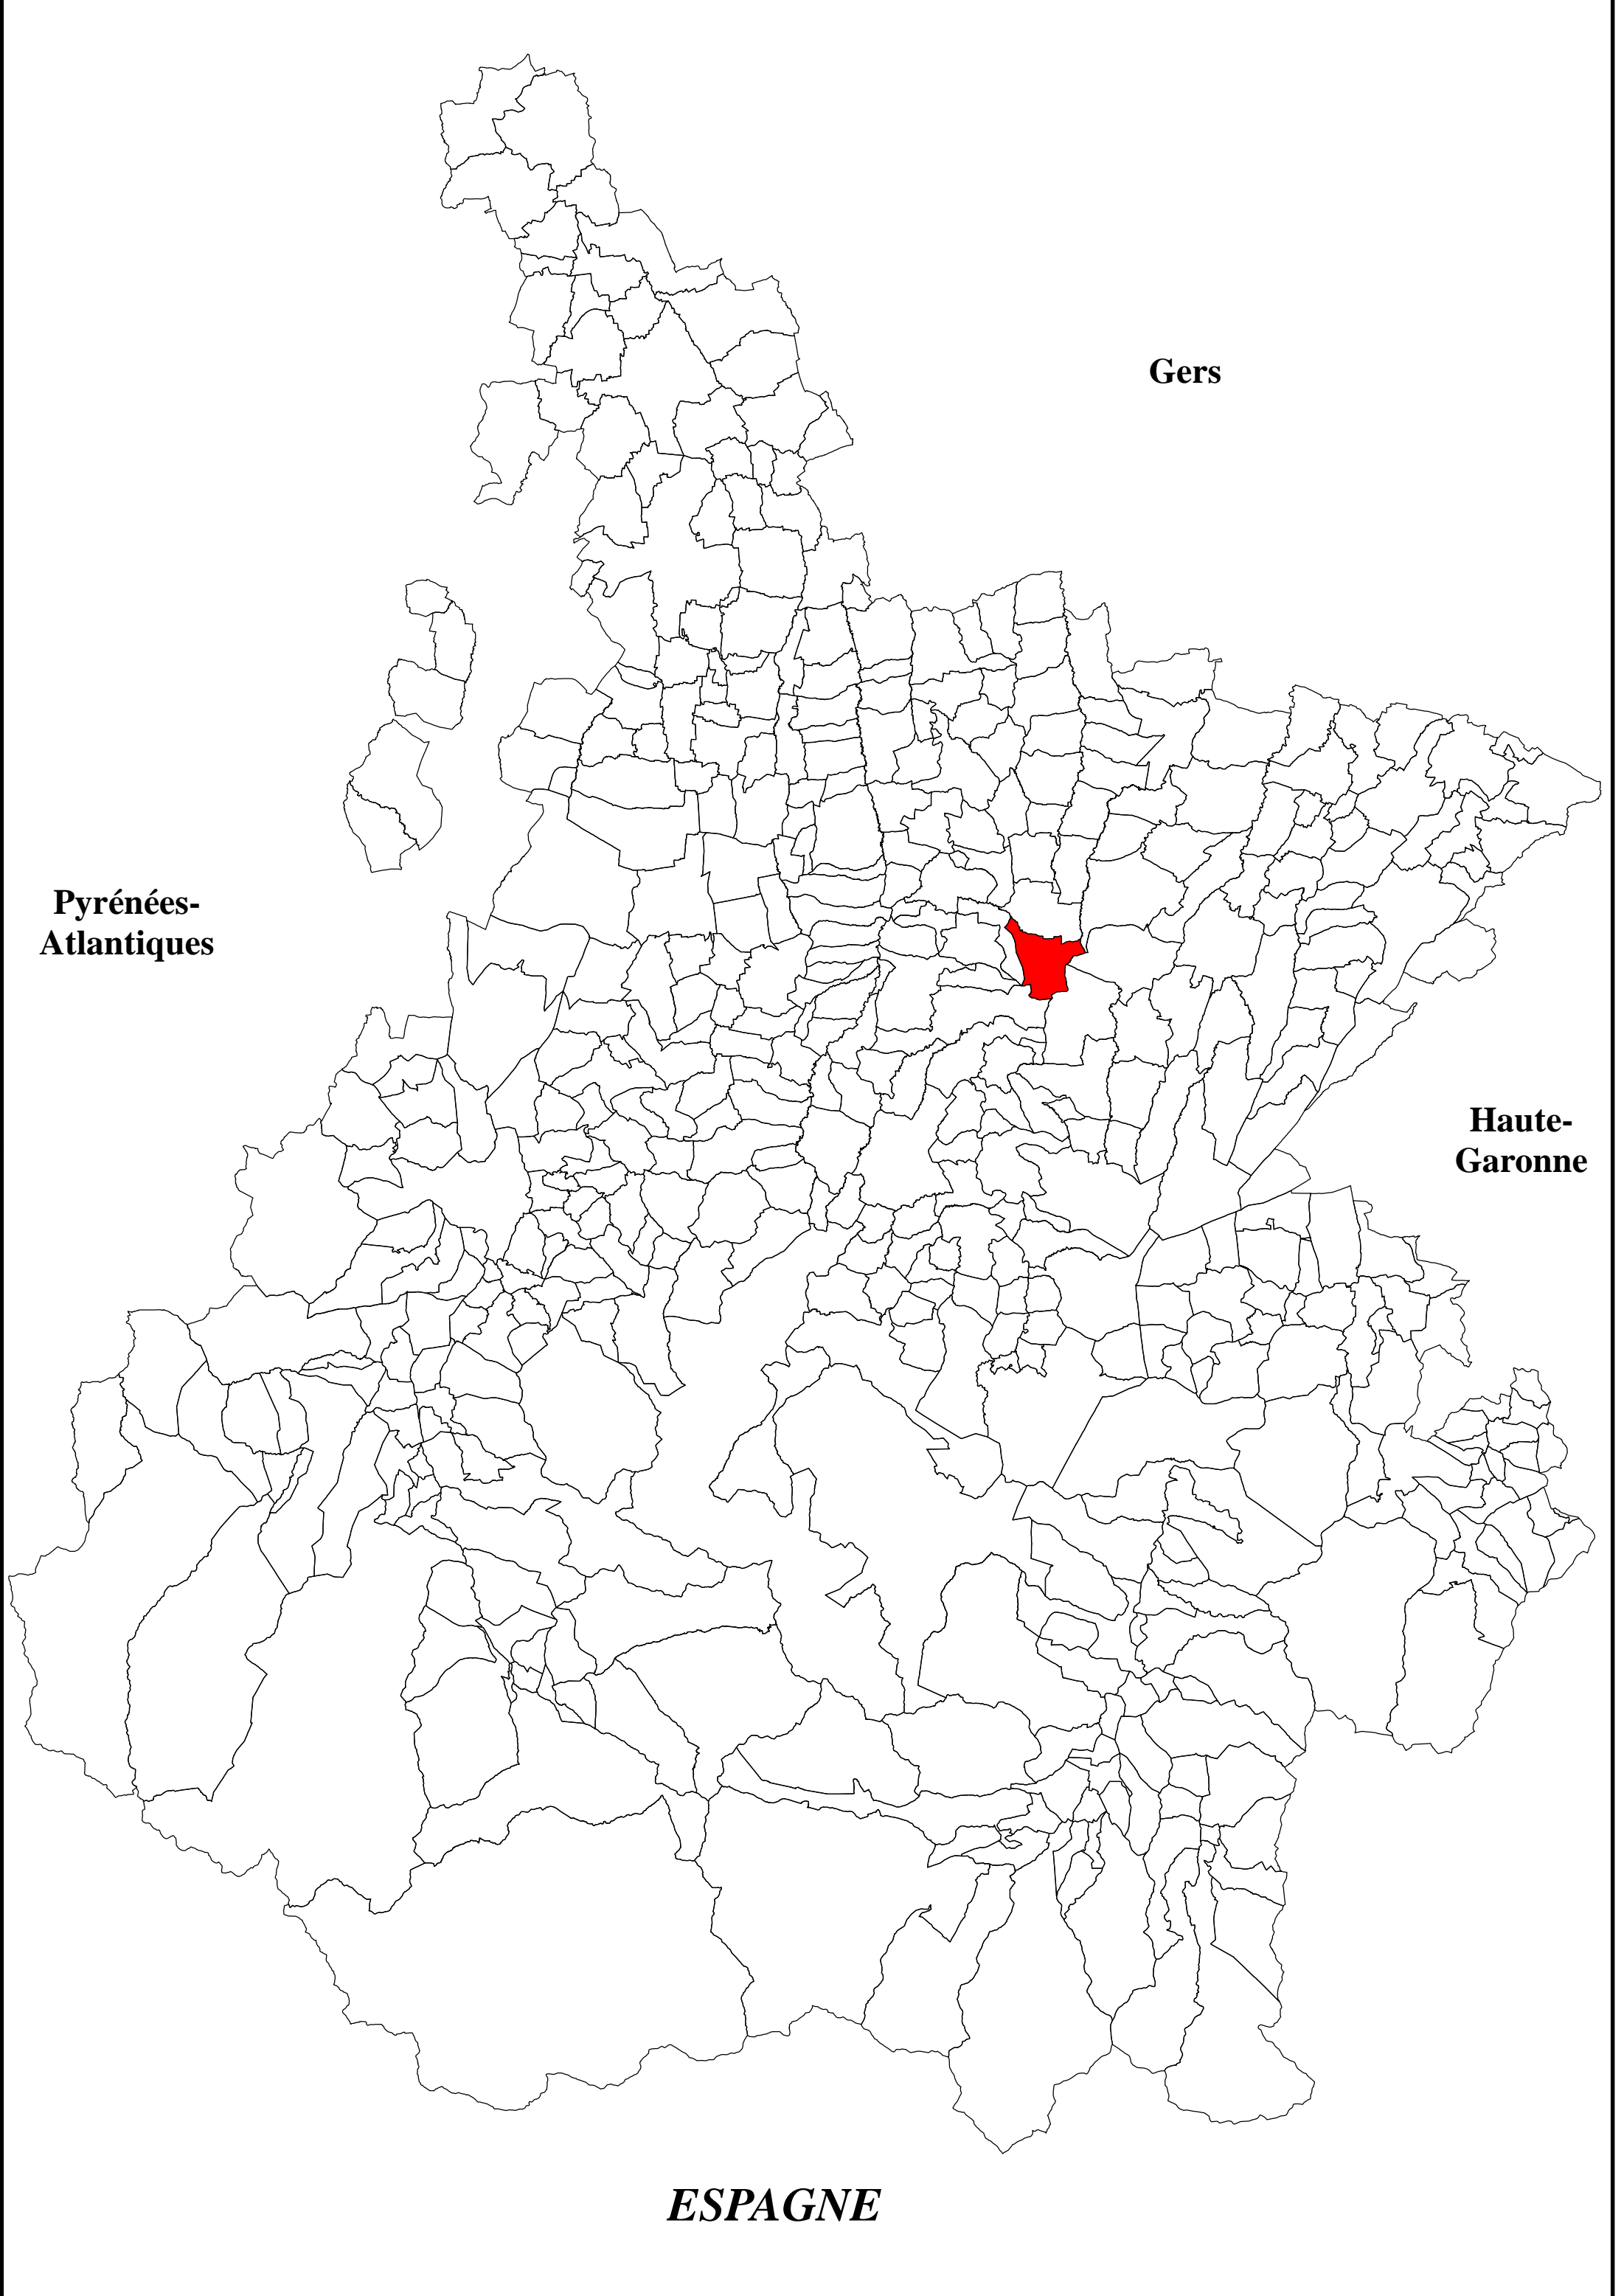 Gers
Pyrénées-
Atlantiques
Haute-
Garonne
ESPAGNE